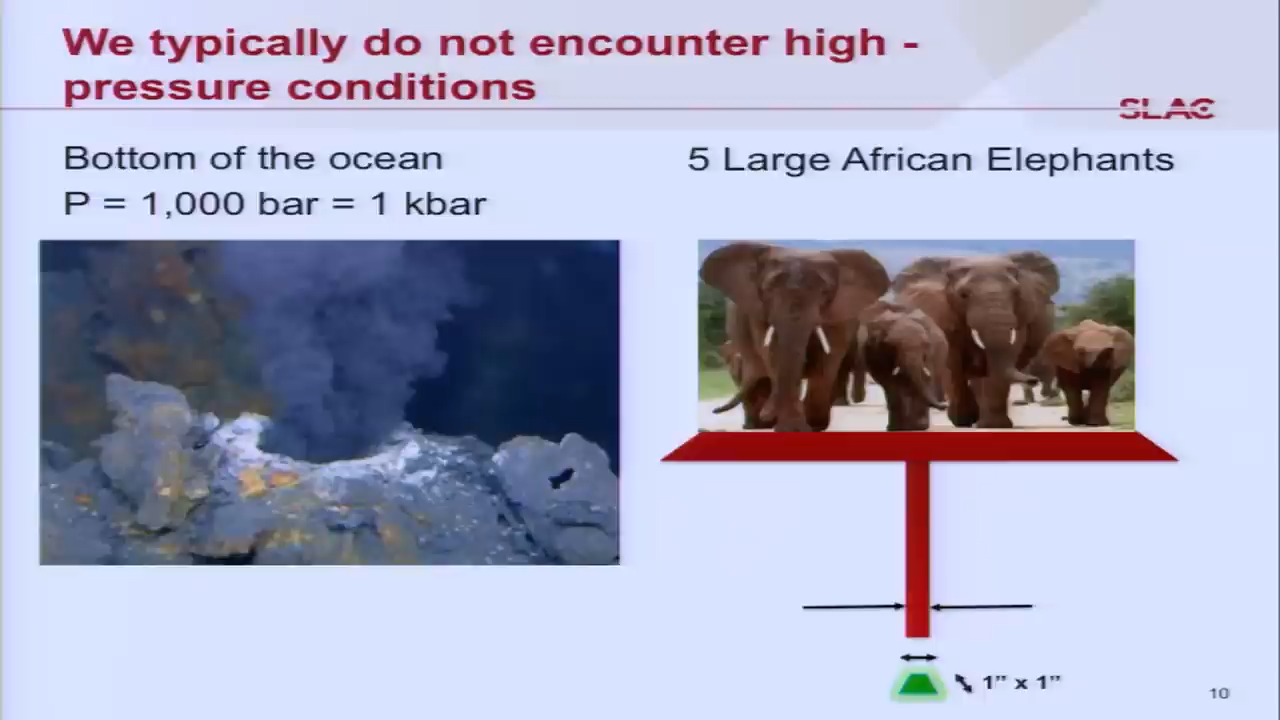 We typically do not encounter high -
pressure conditions
SLAC
Bottom of the ocean
P = 1,000 bar = 1 kbar
5 Large African Elephants
1” x 1”
10